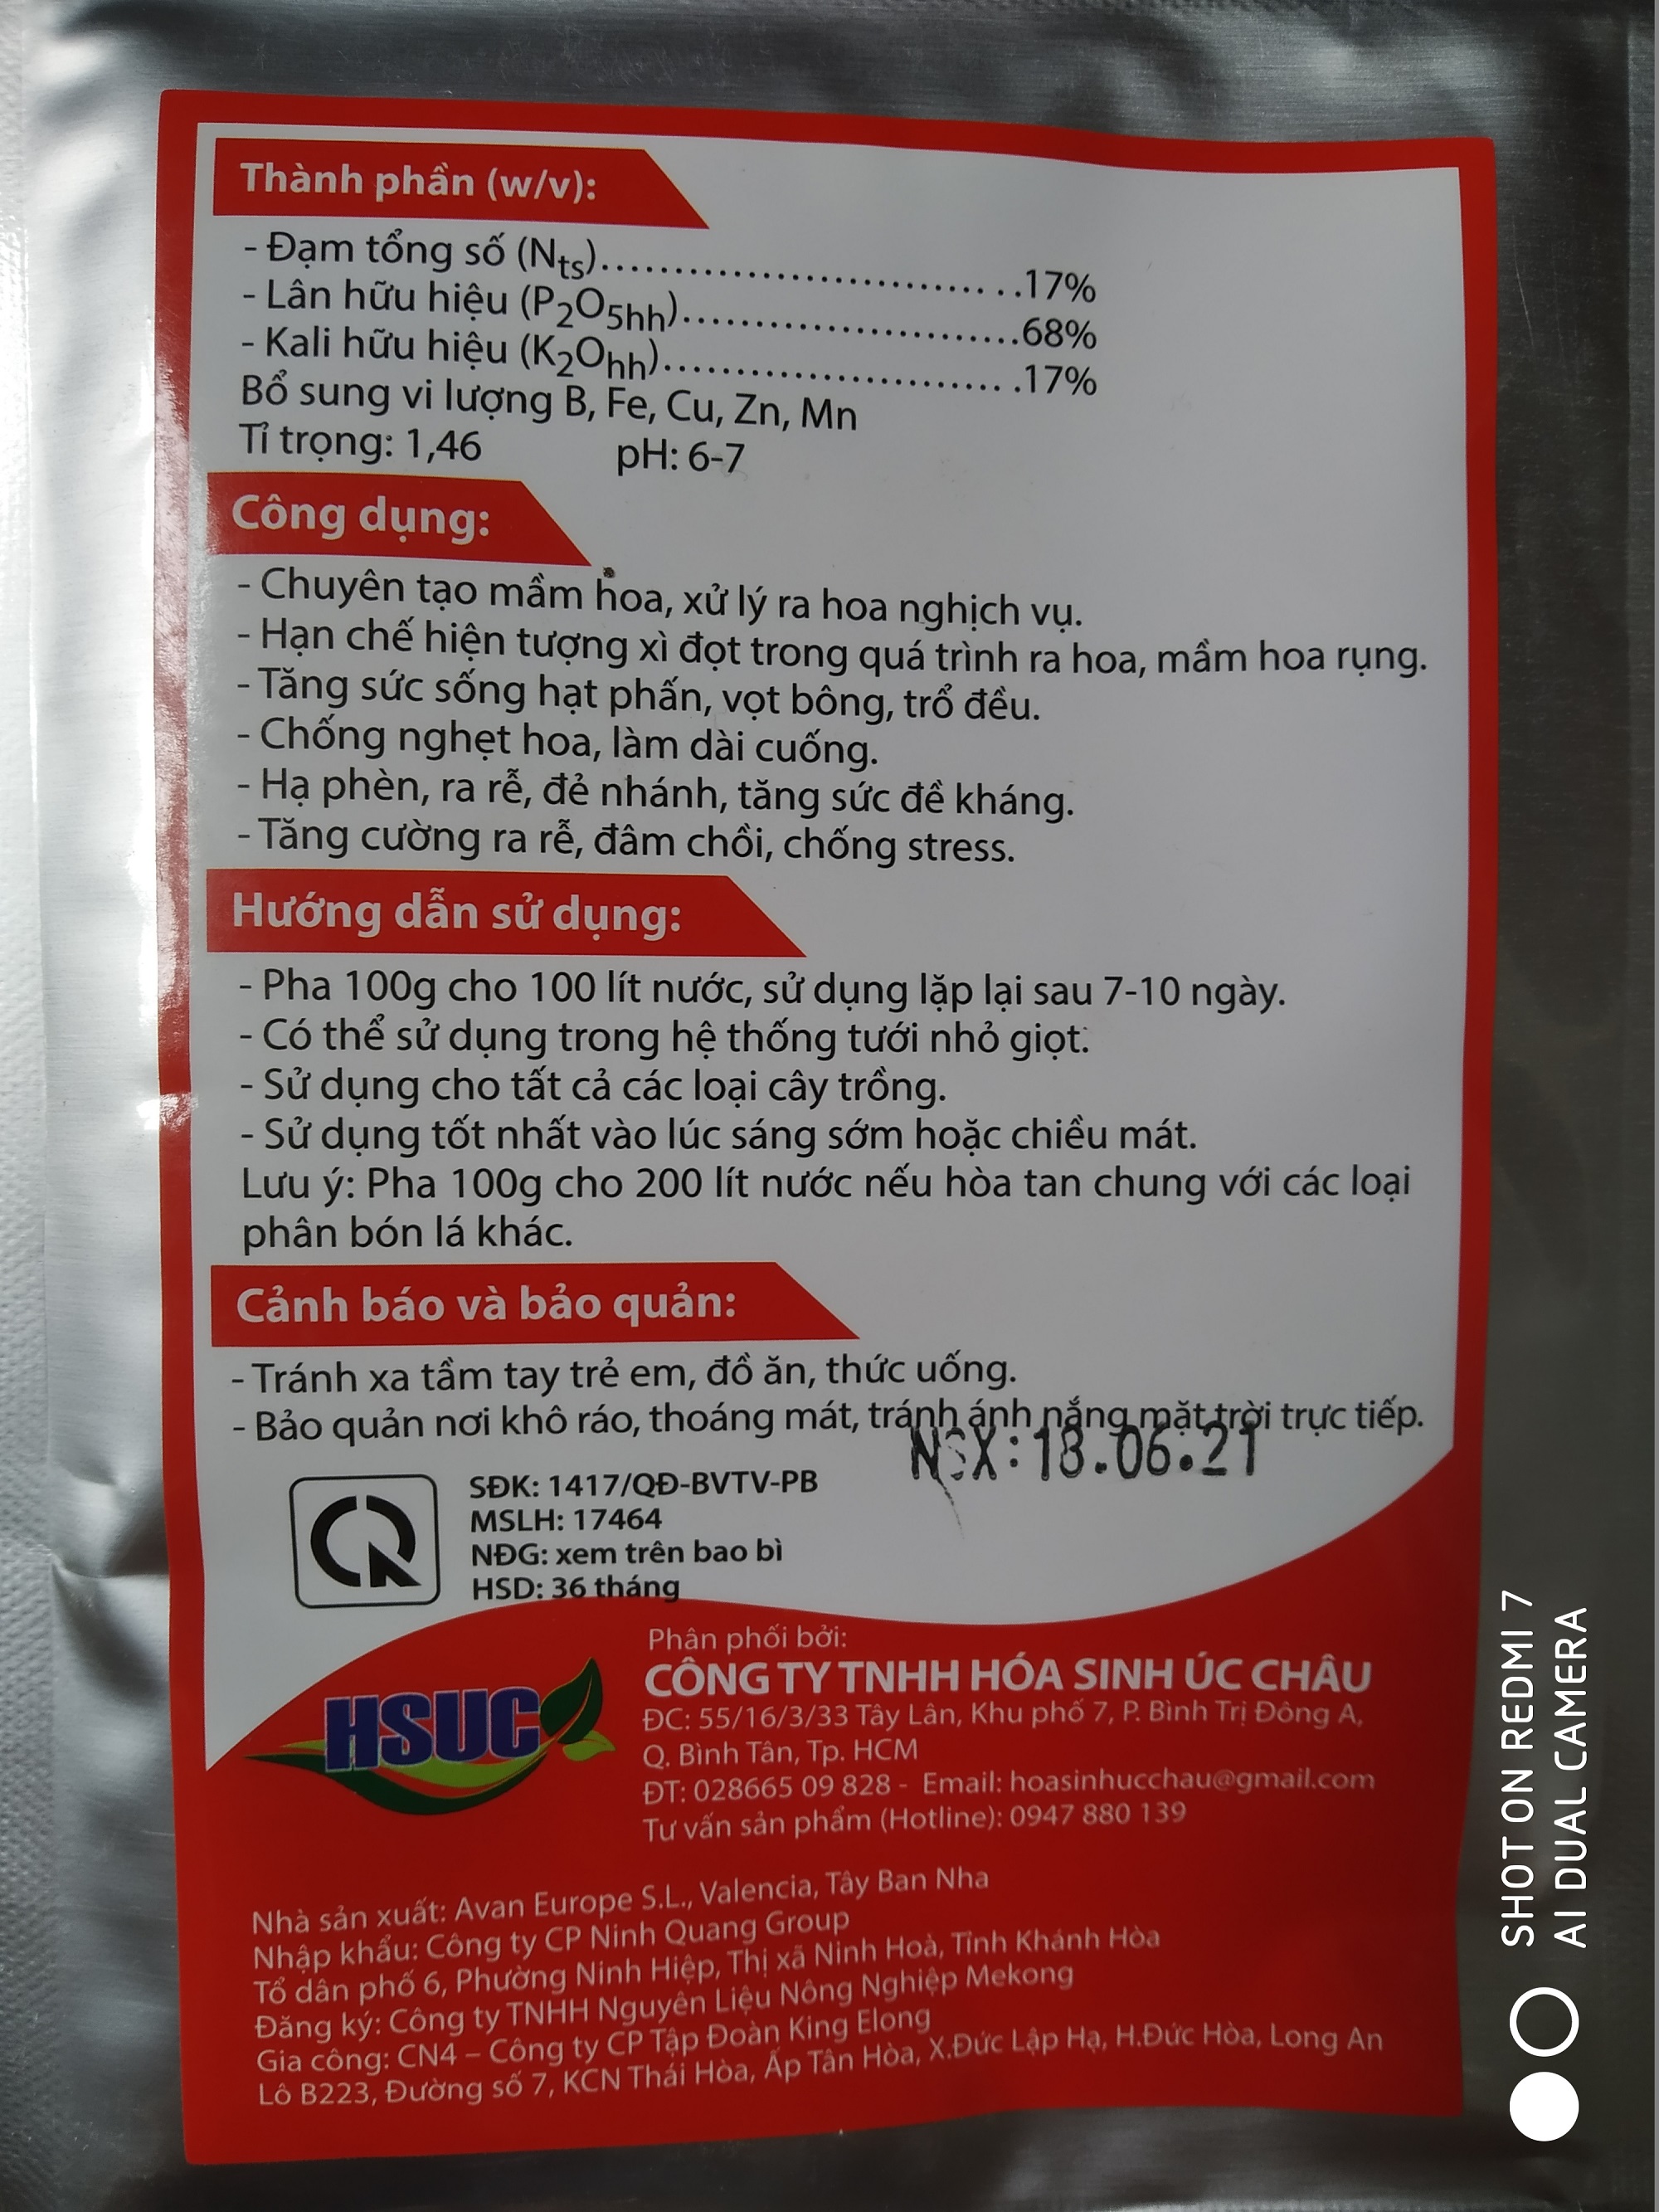 Thành phần (w/v):
- Đạm tổng số (Nts)................................17%
- Lân hữu hiệu (P2O5hh)........................68%
- Kali hữu hiệu (K2Ohh)..........................17%
Bổ sung vi lượng B, Fe, Cu, Zn, Mn
Tỉ trọng: 1,46 pH: 6-7
Công dụng:
- Chuyên tạo mầm hoa, xử lý ra hoa nghịch vụ.
- Hạn chế hiện tượng xì đọt trong quá trình ra hoa, mầm hoa rụng.
- Tăng sức sống hạt phấn, vọt bông, trổ đều.
- Chống nghẹt hoa, làm dài cuống.
- Hạ phèn, ra rễ, đẻ nhánh, tăng sức đề kháng.
- Tăng cường ra rễ, đâm chồi, chống stress.
Hướng dẫn sử dụng:
- Pha 100g cho 100 lít nước, sử dụng lặp lại sau 7-10 ngày.
- Có thể sử dụng trong hệ thống tưới nhỏ giọt.
- Sử dụng cho tất cả các loại cây trồng.
- Sử dụng tốt nhất vào lúc sáng sớm hoặc chiều mát.
Lưu ý: Pha 100g cho 200 lít nước nếu hòa tan chung với các loại
phân bón lá khác.
Cảnh báo và bảo quản:
- Tránh xa tầm tay trẻ em, đồ ăn, thức uống.
- Bảo quản nơi khô ráo, thoáng mát, tránh ánh nắng mặt trời trực tiếp.
NSX: 18.06.21
SĐK: 1417/QĐ-BVTV-PB
MSLH: 17464
NĐG: xem trên bao bì
HSD: 36 tháng
HSUC
Phân phối bởi:
CÔNG TY TNHH HÓA SINH ÚC CHÂU
ĐC: 55/16/3/33 Tây Lân, Khu phố 7, P. Bình Trị Đông A,
Q. Bình Tân, Tp. HCM
ĐT: 028665 09 828 - Email: hoasinhucchau@gmail.com
Tư vấn sản phẩm (Hotline): 0947 880 139
Nhà sản xuất: Avan Europe S.L., Valencia, Tây Ban Nha
Nhập khẩu: Công ty CP Ninh Quang Group
Tổ dân phố 6, Phường Ninh Hiệp, Thị xã Ninh Hoà, Tỉnh Khánh Hòa
Đăng ký: Công ty TNHH Nguyên Liệu Nông Nghiệp Mekong
Gia công: CN4 – Công ty CP Tập Đoàn King Elong
Lô B223, Đường số 7, KCN Thái Hòa, Ấp Tân Hòa, X.Đức Lập Hạ, H.Đức Hòa, Long An
SHOT ON REDMI 7
AI DUAL CAMERA